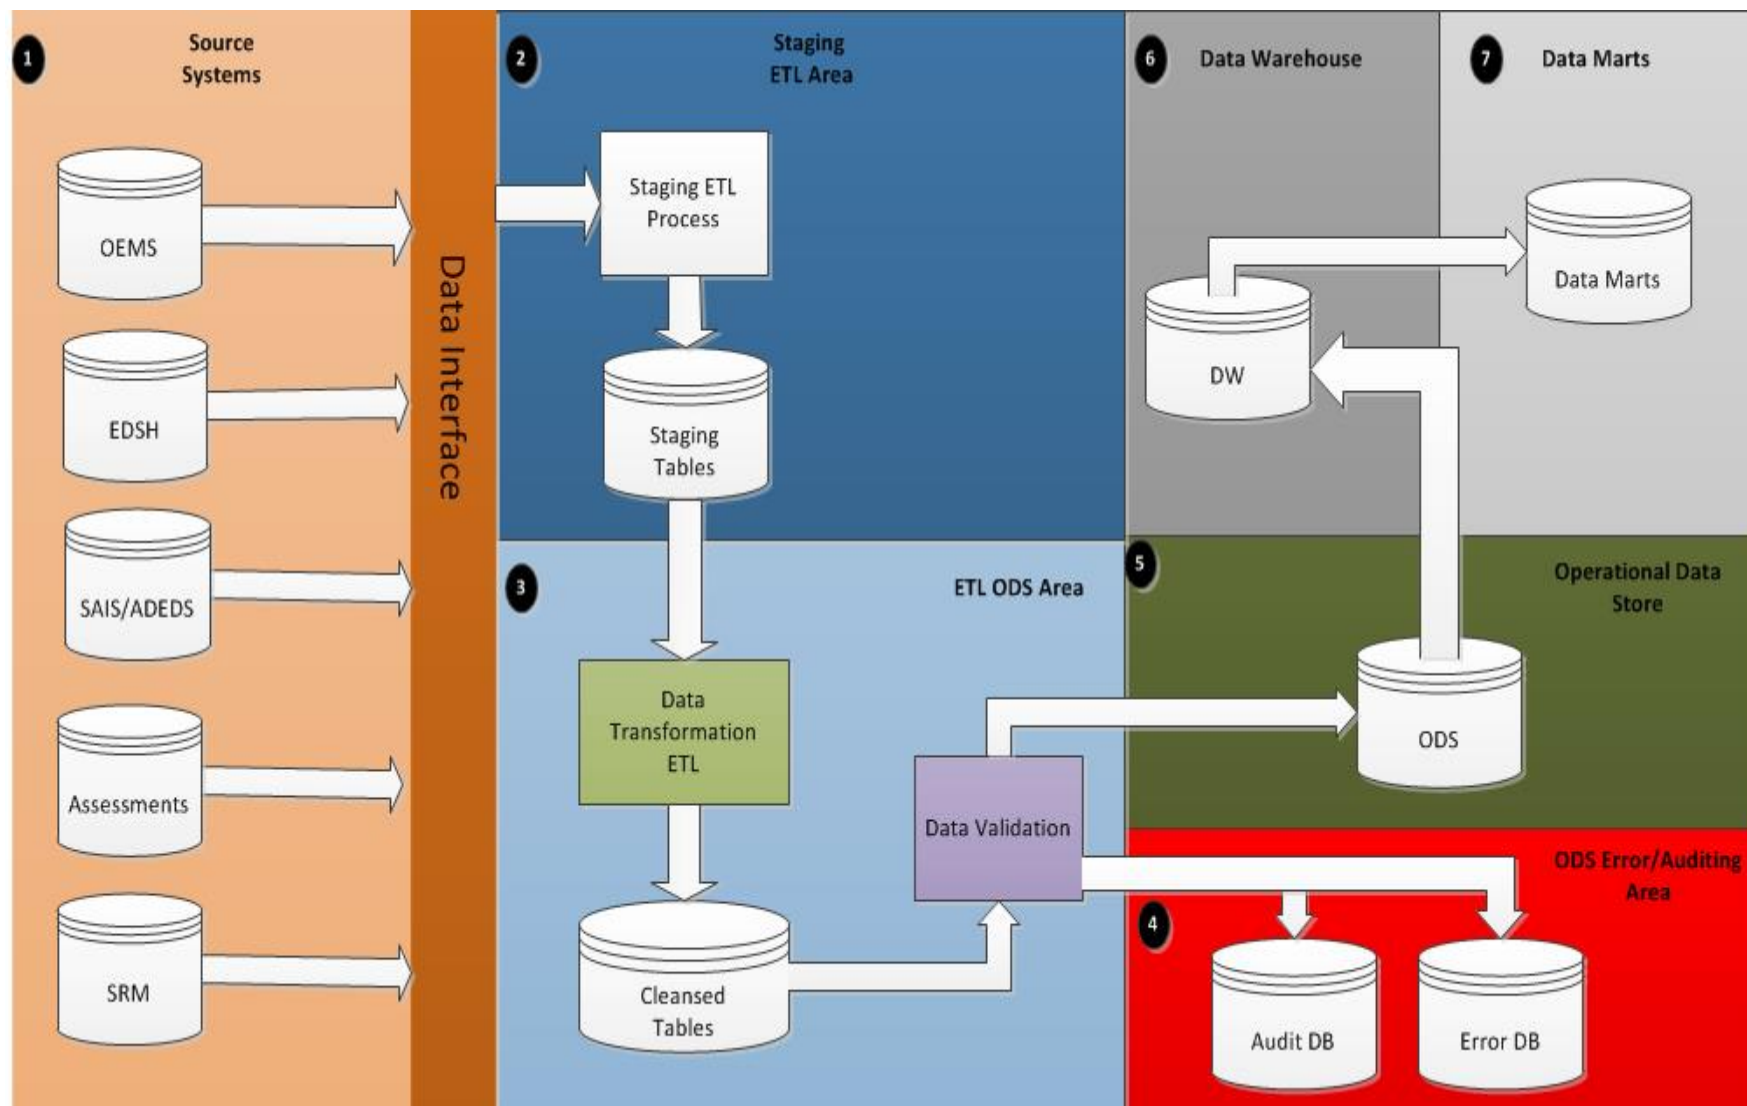 1
Source
Systems
OEMS
EDSH
SAIS/ADEDS
Assessments
SRM
Data Interface
2
Staging
ETL Area
Staging ETL
Process
Staging
Tables
3
ETL ODS Area
Data
Transformation
ETL
Cleansed
Tables
Data Validation
4
ODS Error/Auditing
Area
Audit DB
Error DB
5
Operational Data
Store
ODS
6
Data Warehouse
DW
7
Data Marts
Data Marts